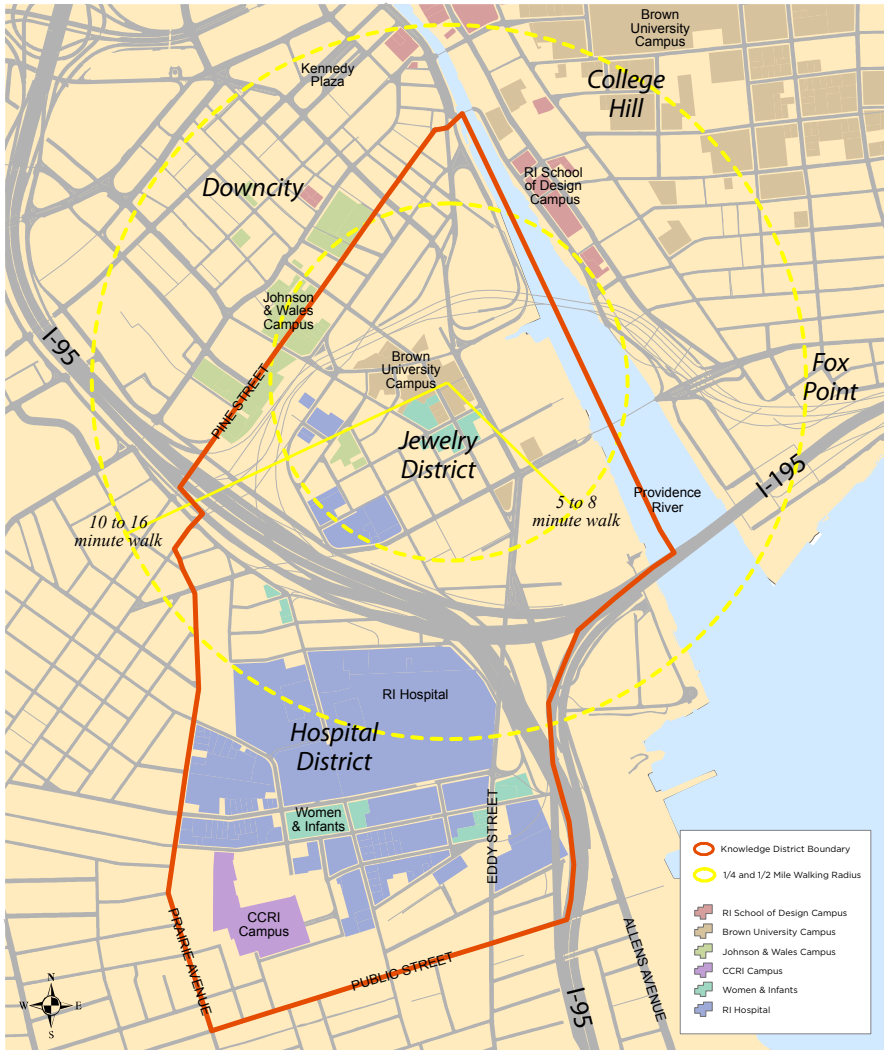 Brown
University
Campus
Kennedy
Plaza
College
Hill
Downcity
RI School
of Design
Campus
Johnson
& Wales
Campus
I-95
Brown
University
Campus
Fox
Point
PINE STREET
Jewelry
District
I-195
Providence
River
5 to 8
minute walk
10 to 16
minute walk
RI Hospital
Hospital
District
Women
& Infants
EDDY STREET
CCRI
Campus
PRAIRIE AVENUE
PUBLIC STREET
ALLENS AVENUE
I-95
N
W
E
S
Knowledge District Boundary
1/4 and 1/2 Mile Walking Radius
RI School of Design Campus
Brown University Campus
Johnson & Wales Campus
CCRI Campus
Women & Infants
RI Hospital